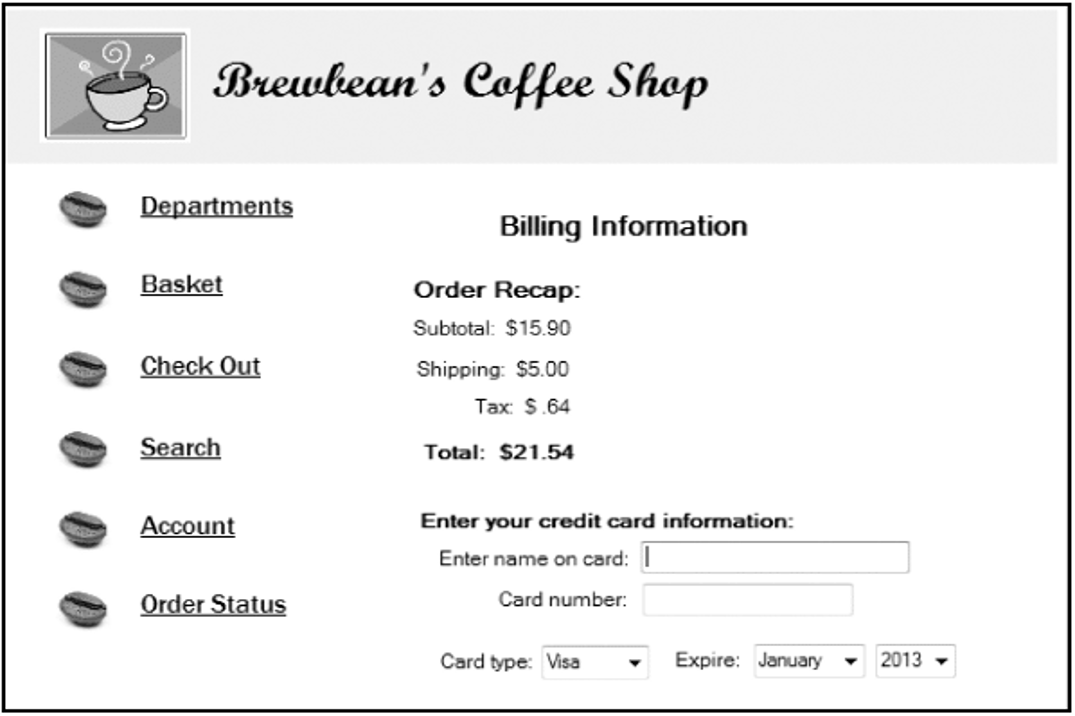 Brewbean's Coffee Shop
Departments
Basket
Check Out
Search
Account
Order Status
Billing Information
Order Recap:
Subtotal: $15.90
Shipping: $5.00
Tax: $ .64
Total: $21.54
Enter your credit card information:
Enter name on card:
Card number:
Card type: Visa Expire: January 2013